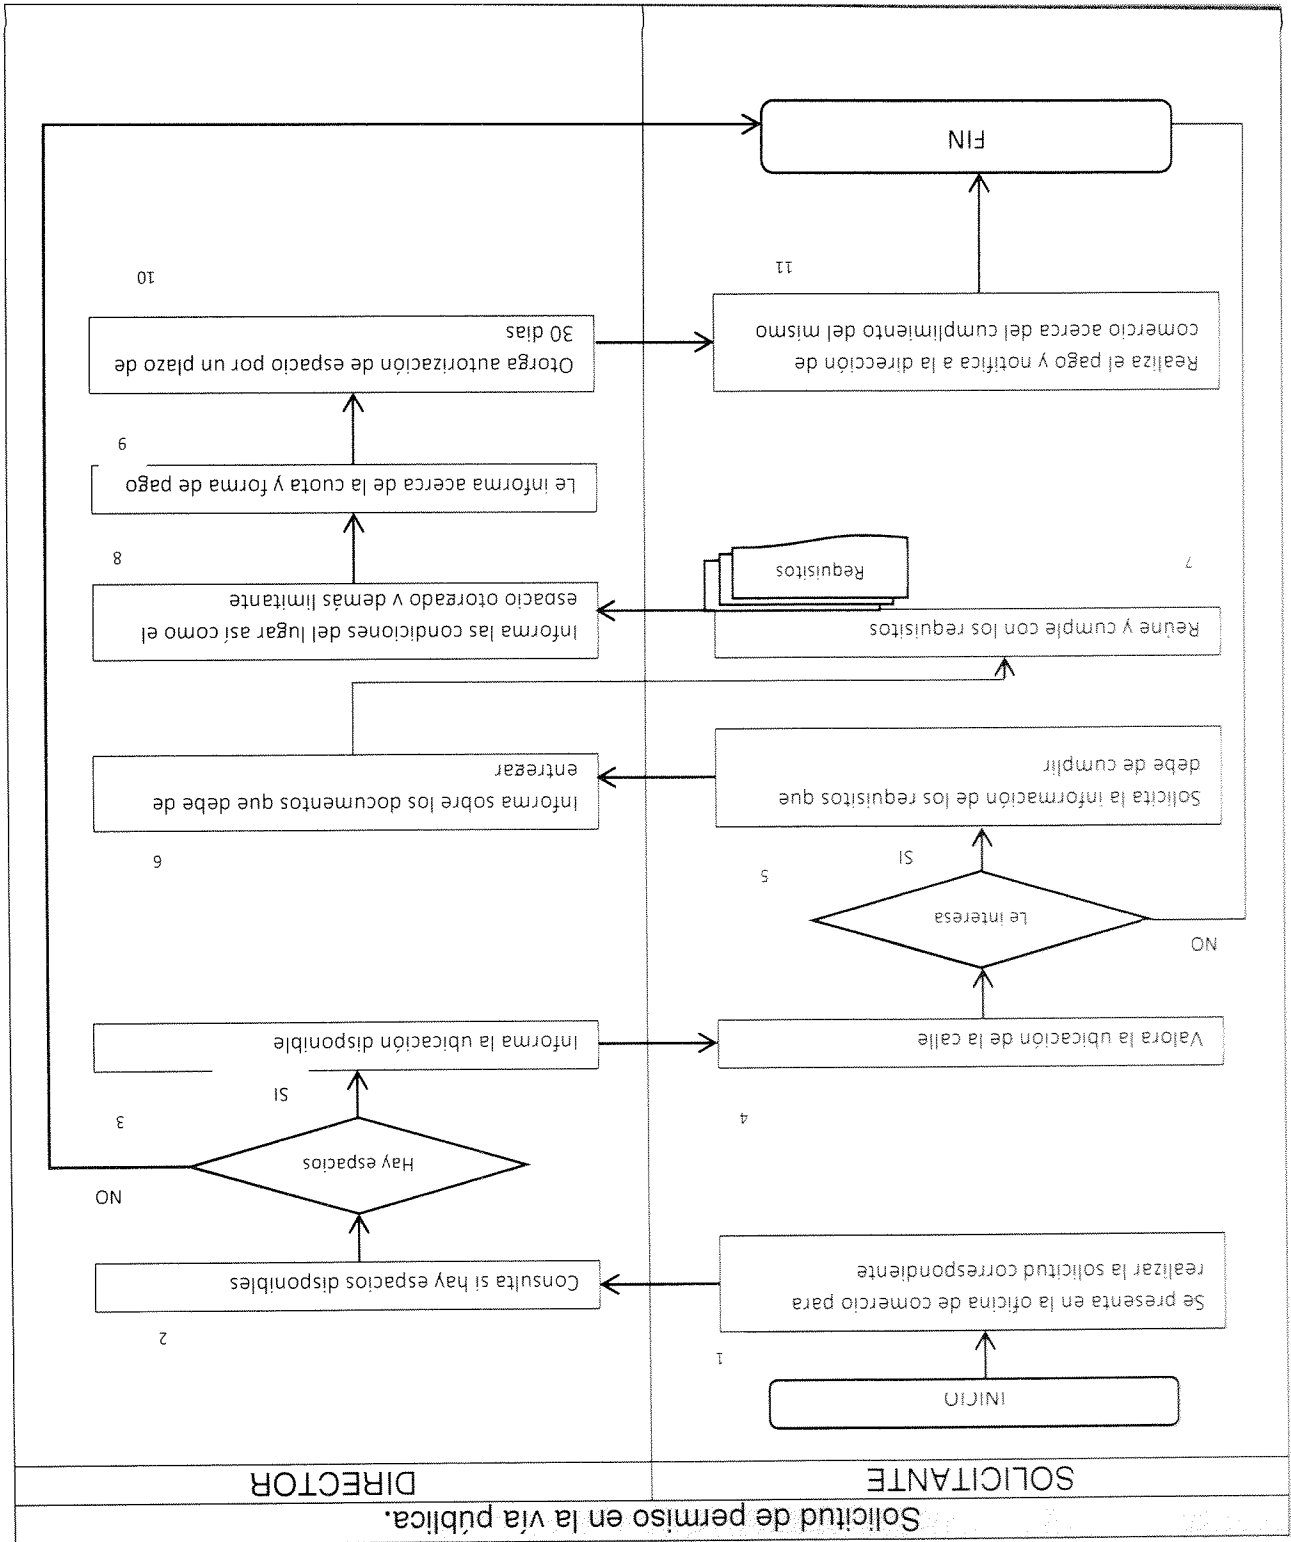 Solicitud de permiso en la vía pública.
SOLICITANTE
DIRECTOR
INICIO
1
Se presenta en la oficina de comercio para
realizar la solicitud correspondiente
2
Consulta si hay espacios disponibles
Hay espacios
NO
SI
3
Informa la ubicación disponible
4
Valora la ubicación de la calle
Le interesa
NO
SI
5
Solicita la información de los requisitos que
debe de cumplir
6
Informa sobre los documentos que debe de
entregar
7
Reúne y cumple con los requisitos
Requisitos
Informa las condiciones del lugar así como el
espacio otorgado y demás limitante
8
Le informa acerca de la cuota y forma de pago
9
Otorga autorización de espacio por un plazo de
30 dias
10
Realiza el pago y notifica a la dirección de
comercio acerca del cumplimiento del mismo
11
FIN